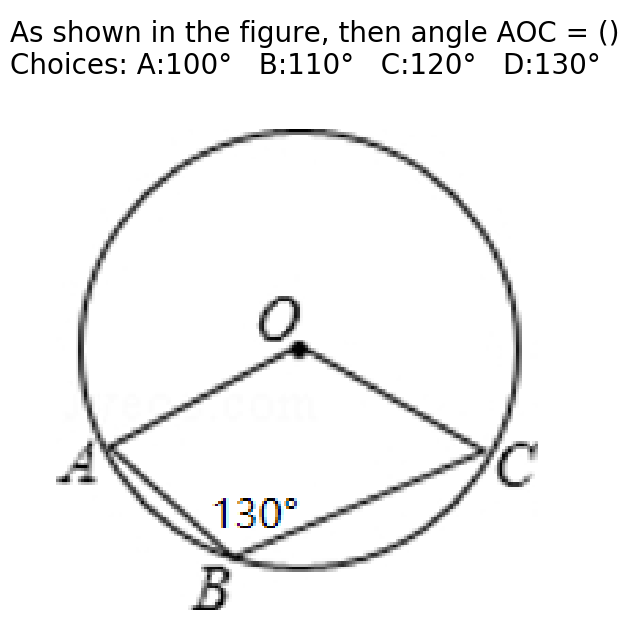 As shown in the figure, then angle AOC = ()
Choices: A:100° B:110° C:120° D:130°
O
A
C
130°
B